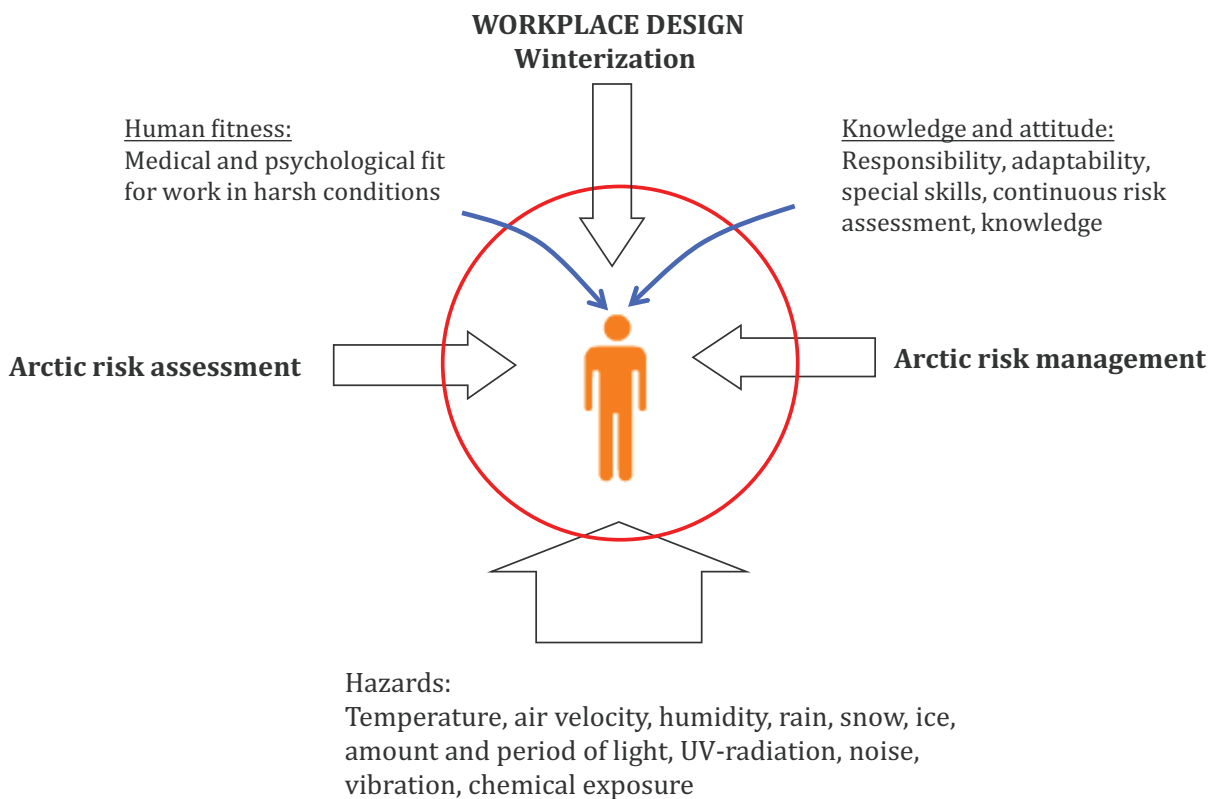 WORKPLACE DESIGN
Winterization
Human fitness:
Medical and psychological fit
for work in harsh conditions
Knowledge and attitude:
Responsibility, adaptability,
special skills, continuous risk
assessment, knowledge
Arctic risk assessment
Arctic risk management
Hazards:
Temperature, air velocity, humidity, rain, snow, ice,
amount and period of light, UV-radiation, noise,
vibration, chemical exposure